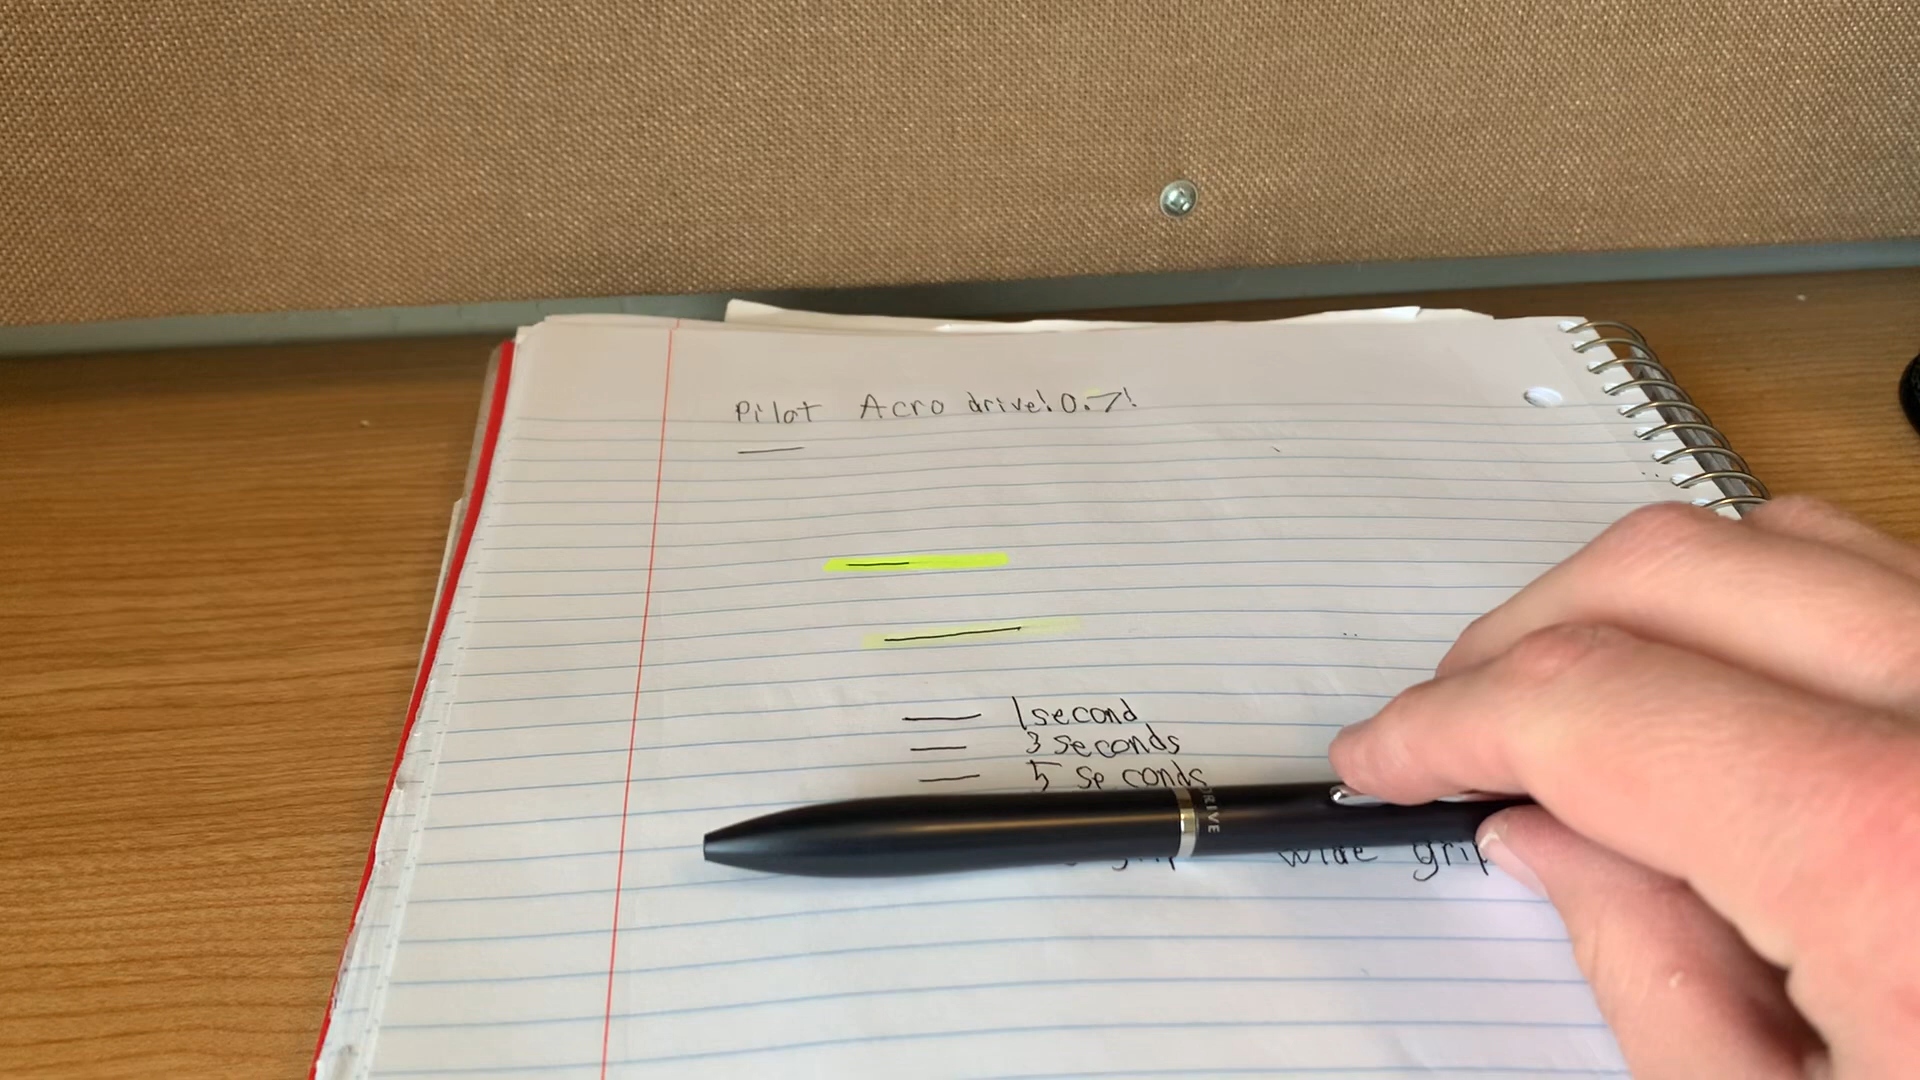 Pilot Acro drive! 0.7!
1 second
3 seconds
5 seconds
DRIVE
wide grip